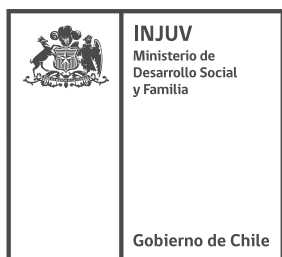 INJUV
Ministerio de
Desarrollo Social
y Familia
Gobierno de Chile